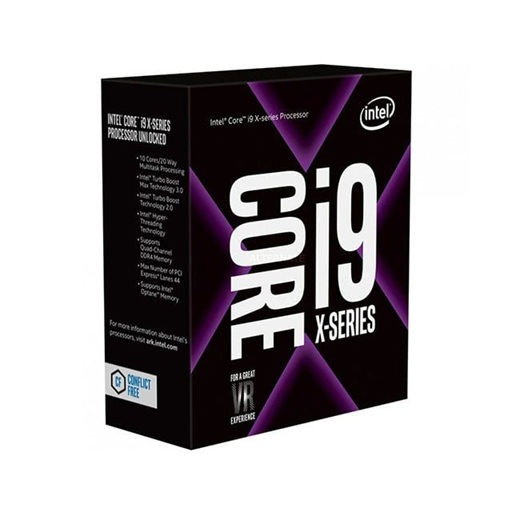 INTEL® CORE™ i9 X-SERIES
PROCESSOR UNLOCKED
• 10 Cores/20 Way
Multitask Processing
• Intel® Turbo Boost
Max Technology 3.0
• Intel® Turbo Boost
Technology 2.0
• Intel® Hyper-
Threading
Technology
• Supports
Quad-Channel
DDR4 Memory
• Max Number of PCI
Express® Lanes 44
• Supports Intel®
Optane™ Memory
For more information about Intel's
processors, visit ark.intel.com
CF
CONFLICT
FREE
Intel® Core™ i9 X-series Processor
intel®
CORE
i9
X-SERIES
FOR A GREAT
VR
EXPERIENCE